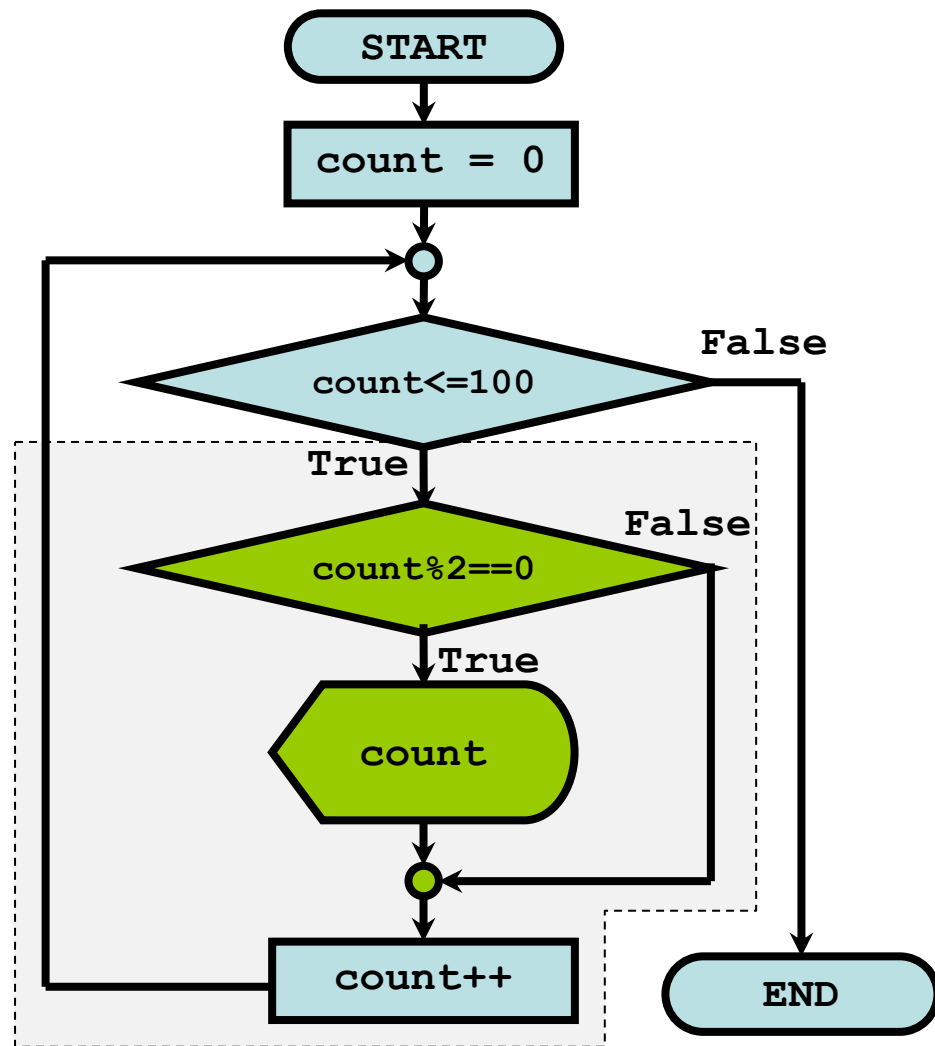 START
count = 0
False
count<=100
True
False
count%2==0
True
count
count++
END